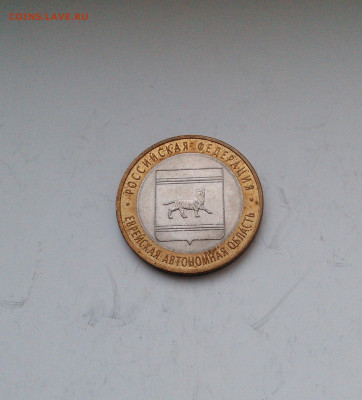 COINS.LAVE.RU
• РОССИЙСКАЯ ФЕДЕРАЦИЯ •
ЕВРЕЙСКАЯ АВТОНОМНАЯ ОБЛАСТЬ